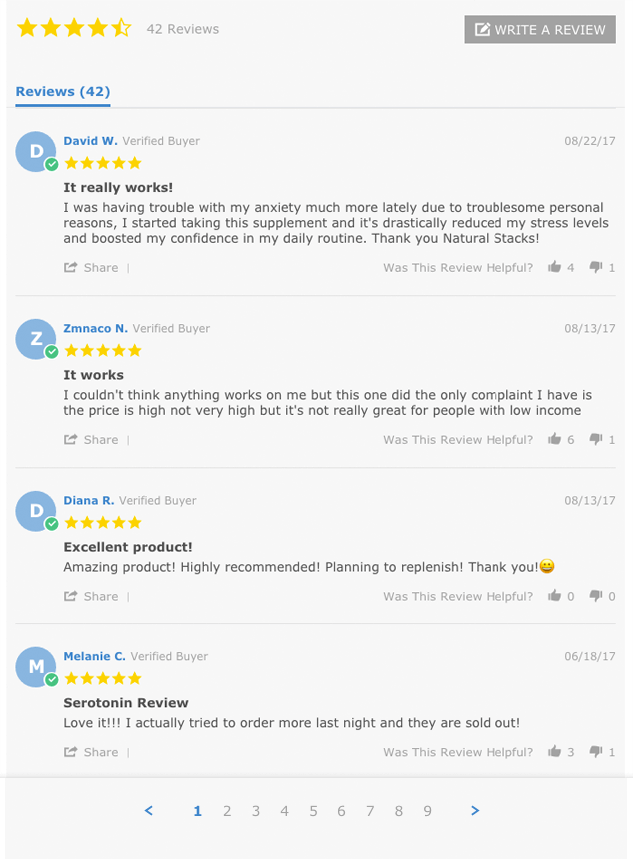 42 Reviews
WRITE A REVIEW
Reviews (42)
D
David W. Verified Buyer
08/22/17
It really works!
I was having trouble with my anxiety much more lately due to troublesome personal
reasons, I started taking this supplement and it's drastically reduced my stress levels
and boosted my confidence in my daily routine. Thank you Natural Stacks!
Share |
Was This Review Helpful? 4 1
Z
Zmnaco N. Verified Buyer
08/13/17
It works
I couldn't think anything works on me but this one did the only complaint I have is
the price is high not very high but it's not really great for people with low income
Share |
Was This Review Helpful? 6 1
D
Diana R. Verified Buyer
08/13/17
Excellent product!
Amazing product! Highly recommended! Planning to replenish! Thank you!😀
Share |
Was This Review Helpful? 0 0
M
Melanie C. Verified Buyer
06/18/17
Serotonin Review
Love it!!! I actually tried to order more last night and they are sold out!
Share |
Was This Review Helpful? 3 1
< 1 2 3 4 5 6 7 8 9 >